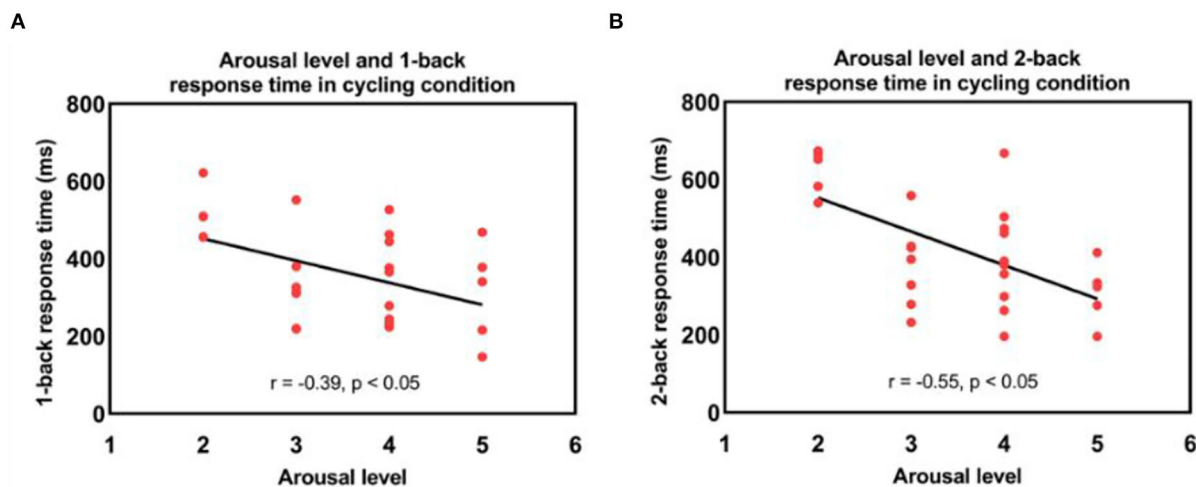 A
Arousal level and 1-back
response time in cycling condition
800
600
400
200
0
1-back response time (ms)
r = -0.39, p < 0.05
1 2 3 4 5 6
Arousal level
B
Arousal level and 2-back
response time in cycling condition
800
600
400
200
0
2-back response time (ms)
r = -0.55, p < 0.05
1 2 3 4 5 6
Arousal level